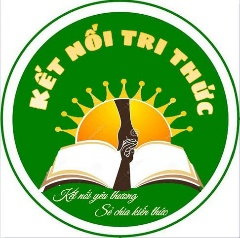 KẾT NỐI TRI THỨC
Kết nối yêu thương
Sẻ chia kiến thức